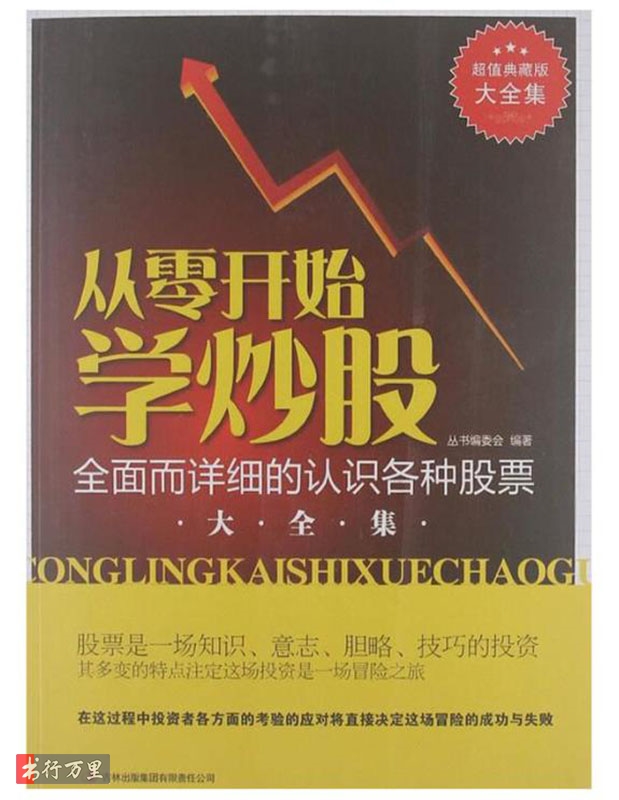 超值典藏版
大全集
从零开始
学炒股
丛书编委会 编著
全面而详细的认识各种股票
·大·全·集·
CONGLINGKAISHIXUECHAOGU
股票是一场知识、意志、胆略、技巧的投资
其多变的特点注定这场投资是一场冒险之旅
在这过程中投资者各方面的考验的应对将直接决定这场冒险的成功与失败
书行万里
吉林出版集团有限责任公司